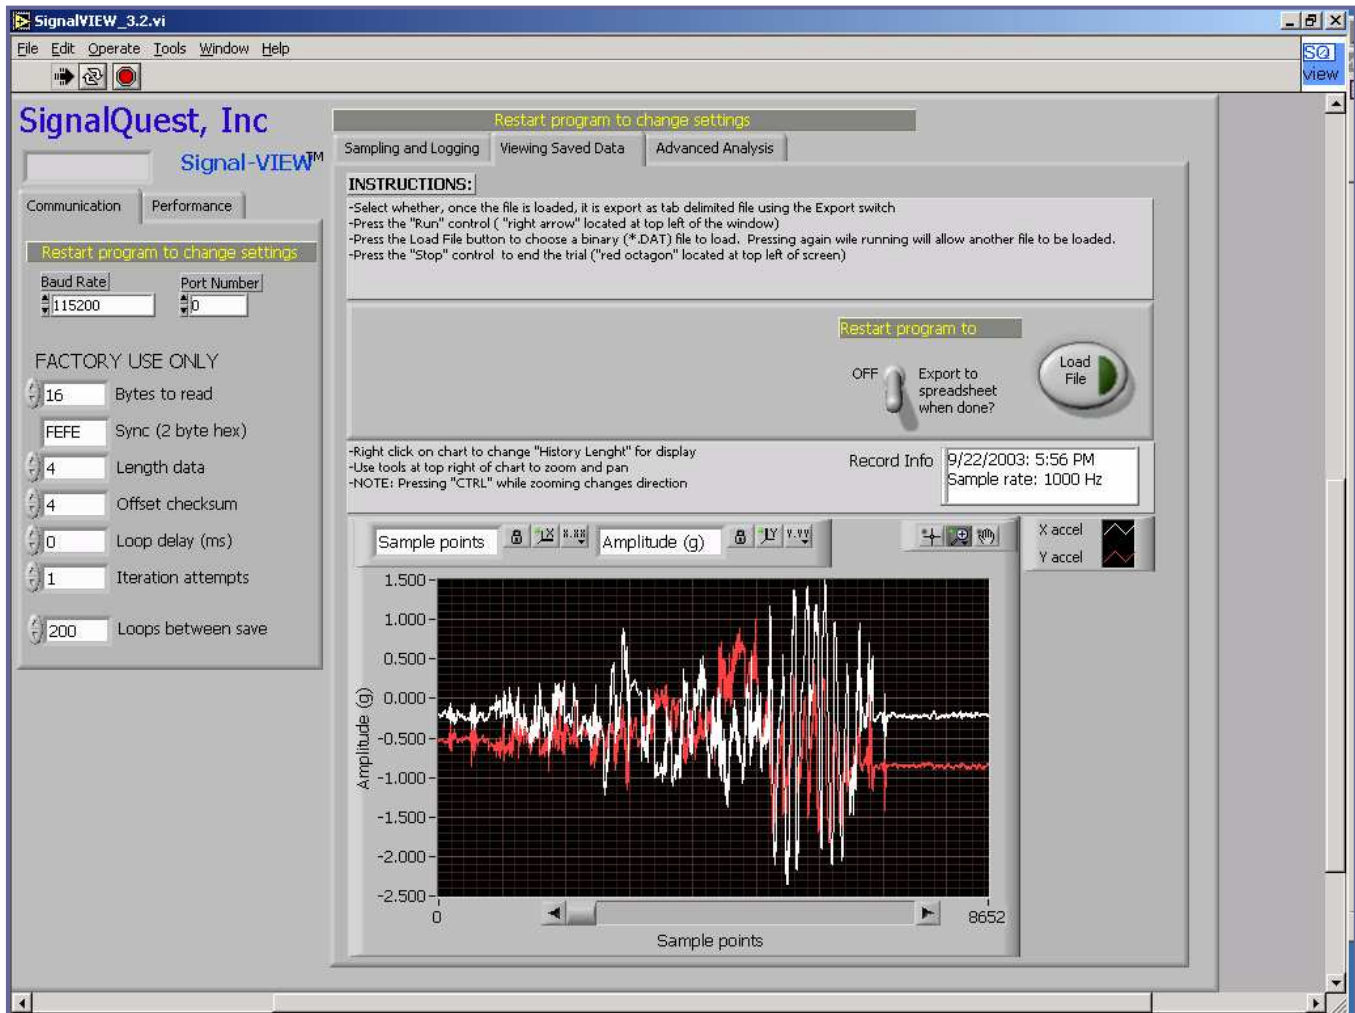 SignalVIEW_3.2.vi
File Edit Operate Tools Window Help
SQ
view
SignalQuest, Inc
Signal-VIEW™
Communication Performance
Restart program to change settings
Baud Rate Port Number
115200 0
FACTORY USE ONLY
16 Bytes to read
FEFE Sync (2 byte hex)
4 Length data
4 Offset checksum
0 Loop delay (ms)
1 Iteration attempts
200 Loops between save
Restart program to change settings
Sampling and Logging Viewing Saved Data Advanced Analysis
INSTRUCTIONS:
-Select whether, once the file is loaded, it is export as tab delimited file using the Export switch
-Press the "Run" control ( "right arrow" located at top left of the window)
-Press the Load File button to choose a binary (*.DAT) file to load. Pressing again wile running will allow another file to be loaded.
-Press the "Stop" control to end the trial ("red octagon" located at top left of screen)
Restart program to
OFF Export to
spreadsheet
when done?
Load
File
-Right click on chart to change "History Lenght" for display
-Use tools at top right of chart to zoom and pan
-NOTE: Pressing "CTRL" while zooming changes direction
Record Info 9/22/2003: 5:56 PM
Sample rate: 1000 Hz
Sample points X X.XX Amplitude (g) Y Y.YY
X accel
Y accel
1.500
1.000
0.500
0.000
-0.500
-1.000
-1.500
-2.000
-2.500
Amplitude (g)
0 8652
Sample points